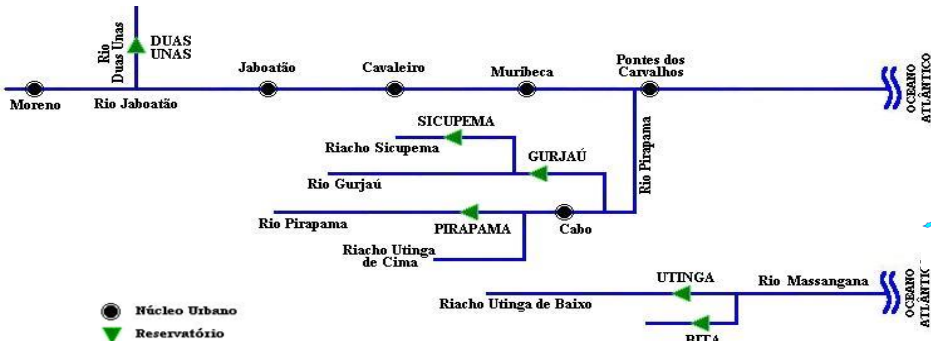 Rio
Duas Unas
DUAS
UNAS
Moreno
Rio Jaboatão
Jaboatão
Cavaleiro
Muribeca
Pontes dos
Carvalhos
OCEANO
ATLÂNTICO
SICUPEMA
Riacho Sicupema
GURJAÚ
Rio Gurjaú
Rio Pirapama
Rio Pirapama
PIRAPAMA
Cabo
Riacho Utinga
de Cima
UTINGA
Rio Massangana
Riacho Utinga de Baixo
OCEANO
BITA
Núcleo Urbano
Reservatório